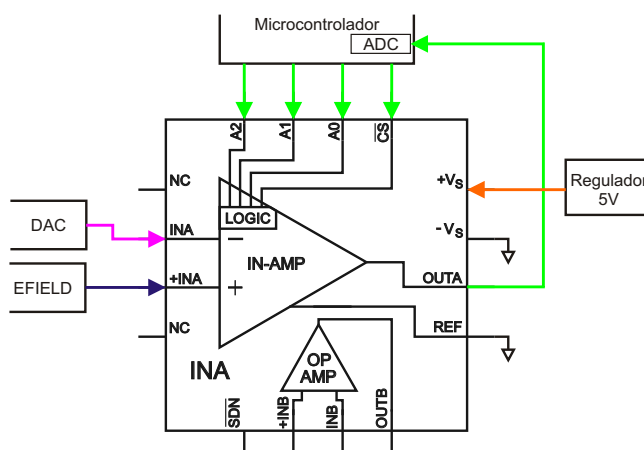 Microcontrolador
ADC
A2
A1
A0
CS
NC
+VS
Regulador
5V
DAC
INA
LOGIC
-VS
IN-AMP
EFIELD
+INA
OUTA
NC
REF
INA
OP
AMP
SDN
+INB
INB
OUTB